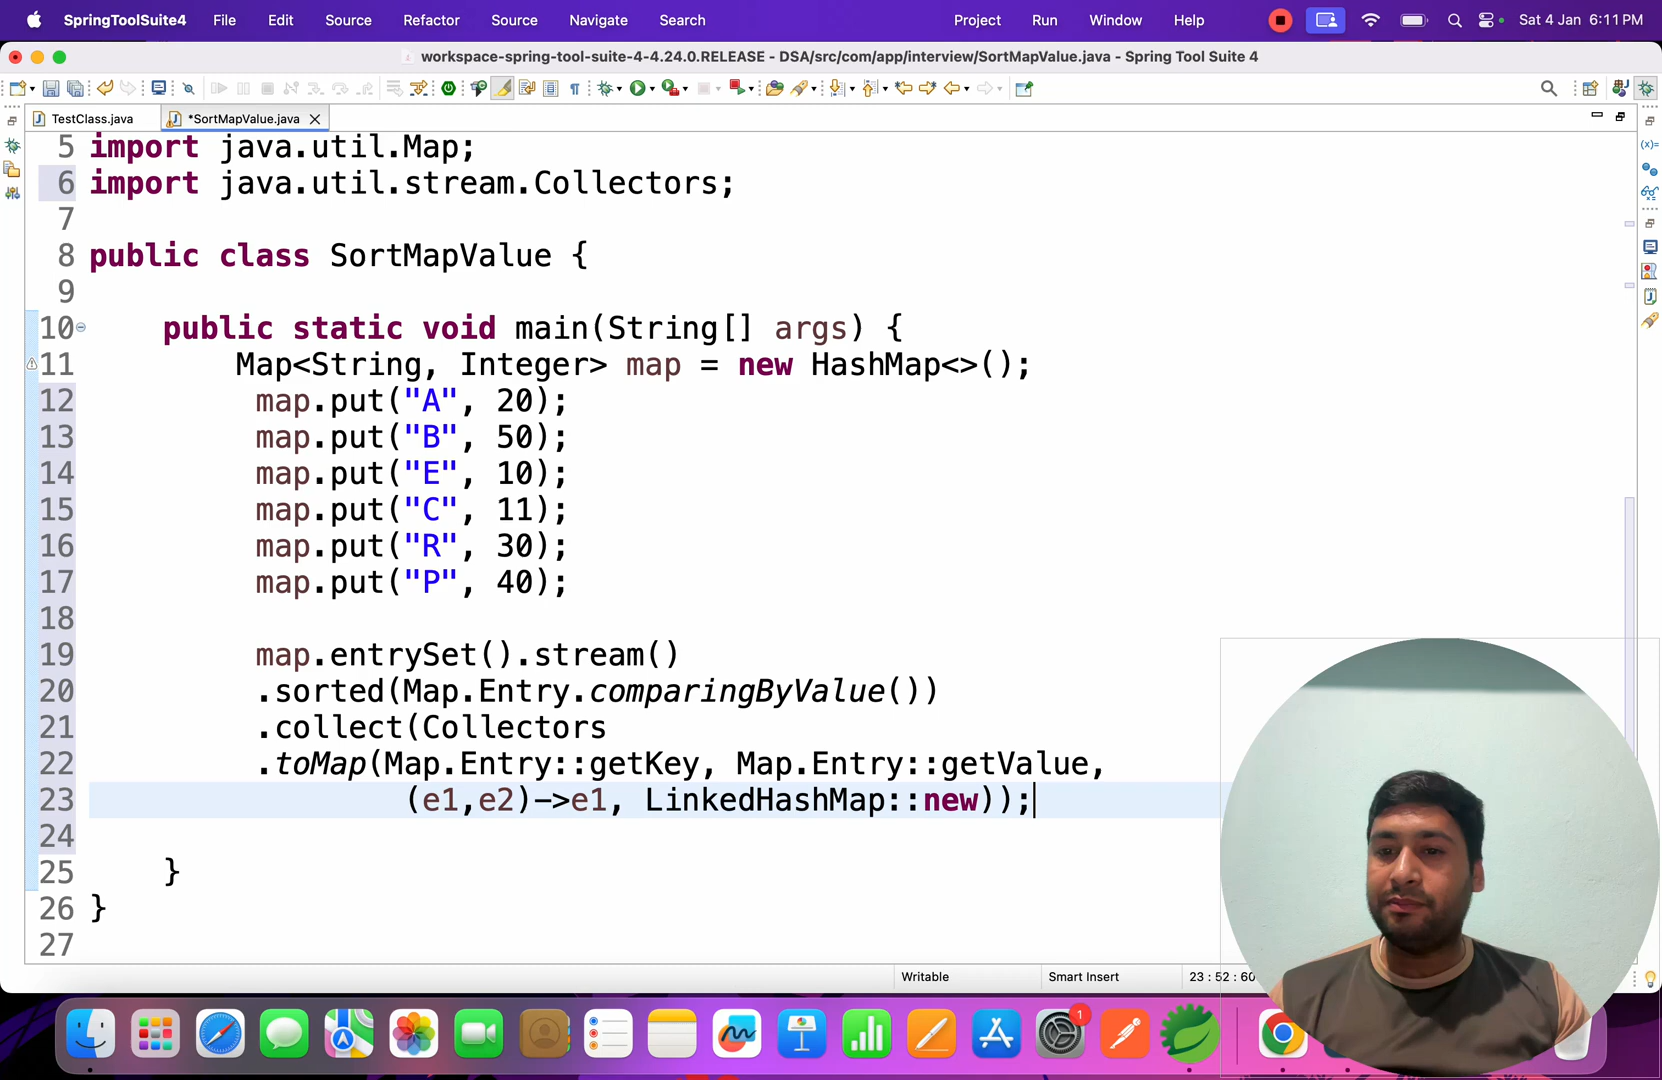 SpringToolSuite4 File Edit Source Refactor Source Navigate Search Project Run Window Help Sat 4 Jan 6:11 PM
workspace-spring-tool-suite-4-4.24.0.RELEASE - DSA/src/com/app/interview/SortMapValue.java - Spring Tool Suite 4
TestClass.java *SortMapValue.java
5 import java.util.Map;
6 import java.util.stream.Collectors;
7
8 public class SortMapValue {
9
10 public static void main(String[] args) {
11 Map<String, Integer> map = new HashMap<>();
12 map.put("A", 20);
13 map.put("B", 50);
14 map.put("E", 10);
15 map.put("C", 11);
16 map.put("R", 30);
17 map.put("P", 40);
18
19 map.entrySet().stream()
20 .sorted(Map.Entry.comparingByValue())
21 .collect(Collectors
22 .toMap(Map.Entry::getKey, Map.Entry::getValue,
23 (e1,e2)->e1, LinkedHashMap::new));
24
25 }
26 }
27
Writable Smart Insert 23 : 52 : 60
1